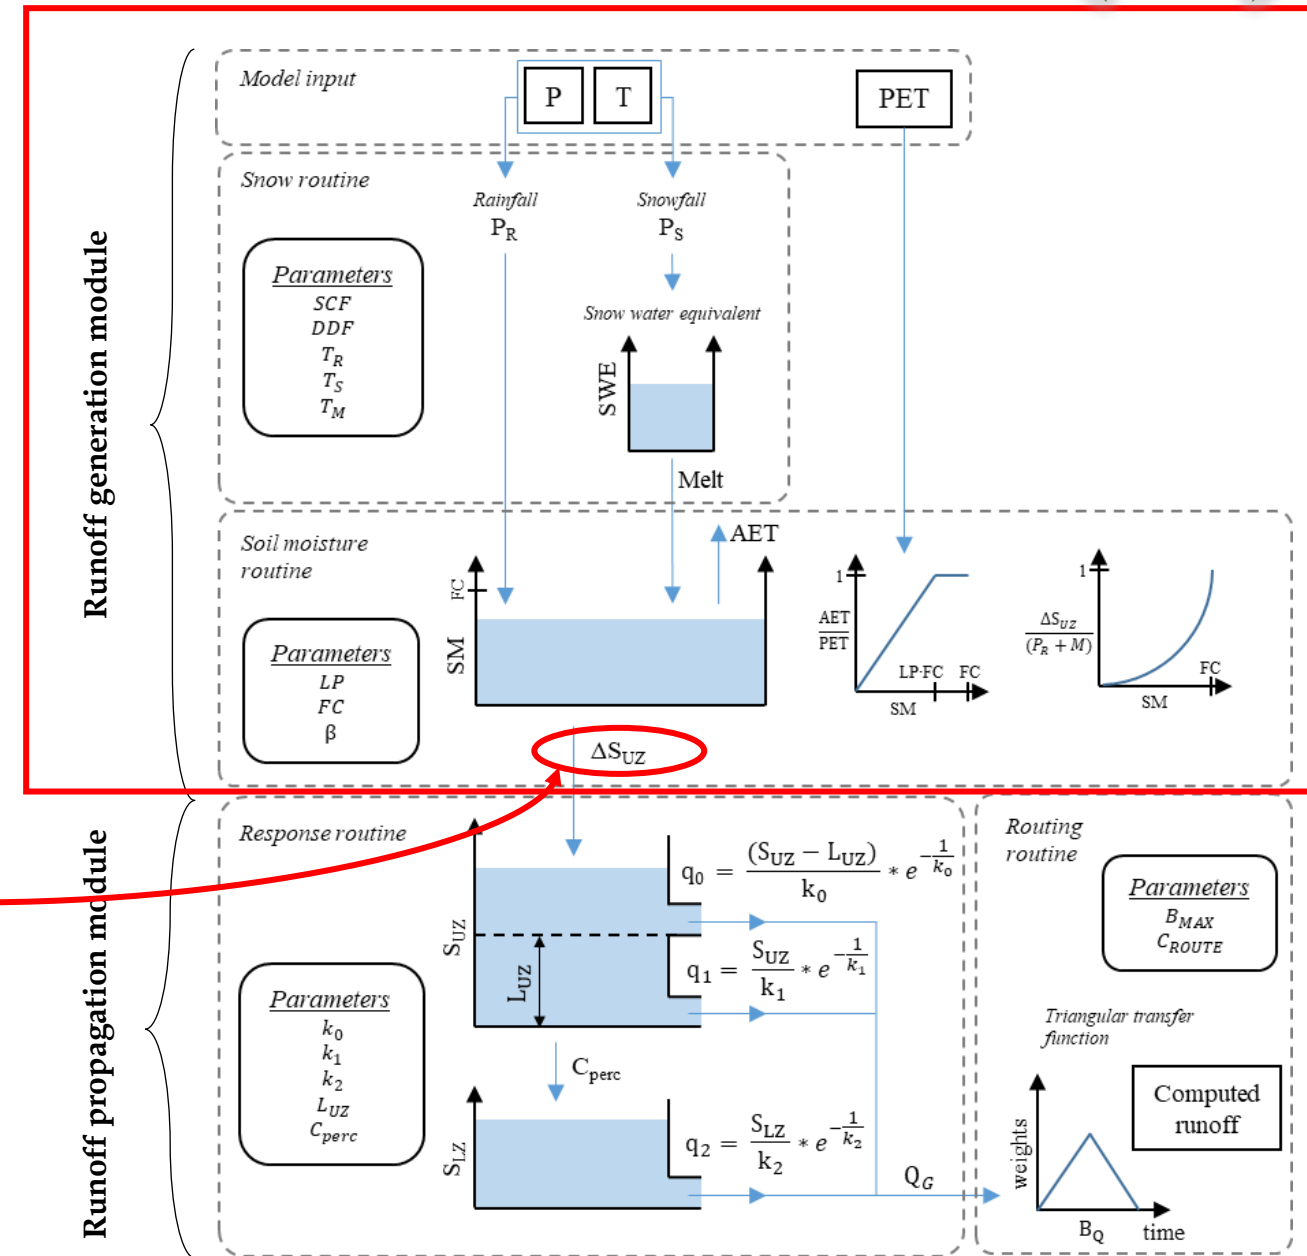 Runoff generation module
Model input
P
T
PET
Snow routine
Rainfall
P_R
Snowfall
P_S
Parameters
SCF
DDF
T_R
T_S
T_M
Snow water equivalent
SWE
Melt
Soil moisture
routine
AET
FC
SM
Parameters
LP
FC
β
1
AET
PET
LP·FC FC
SM
1
ΔS_UZ
(P_R + M)
FC
SM
ΔS_UZ
Runoff propagation module
Response routine
S_UZ
L_UZ
q_0 = (S_UZ − L_UZ) / k_0 * e^(−1/k_0)
q_1 = S_UZ / k_1 * e^(−1/k_1)
Parameters
k_0
k_1
k_2
L_UZ
C_perc
C_perc
S_LZ
q_2 = S_LZ / k_2 * e^(−1/k_2)
Q_G
Routing
routine
Parameters
B_MAX
C_ROUTE
Triangular transfer
function
Computed
runoff
weights
B_Q
time